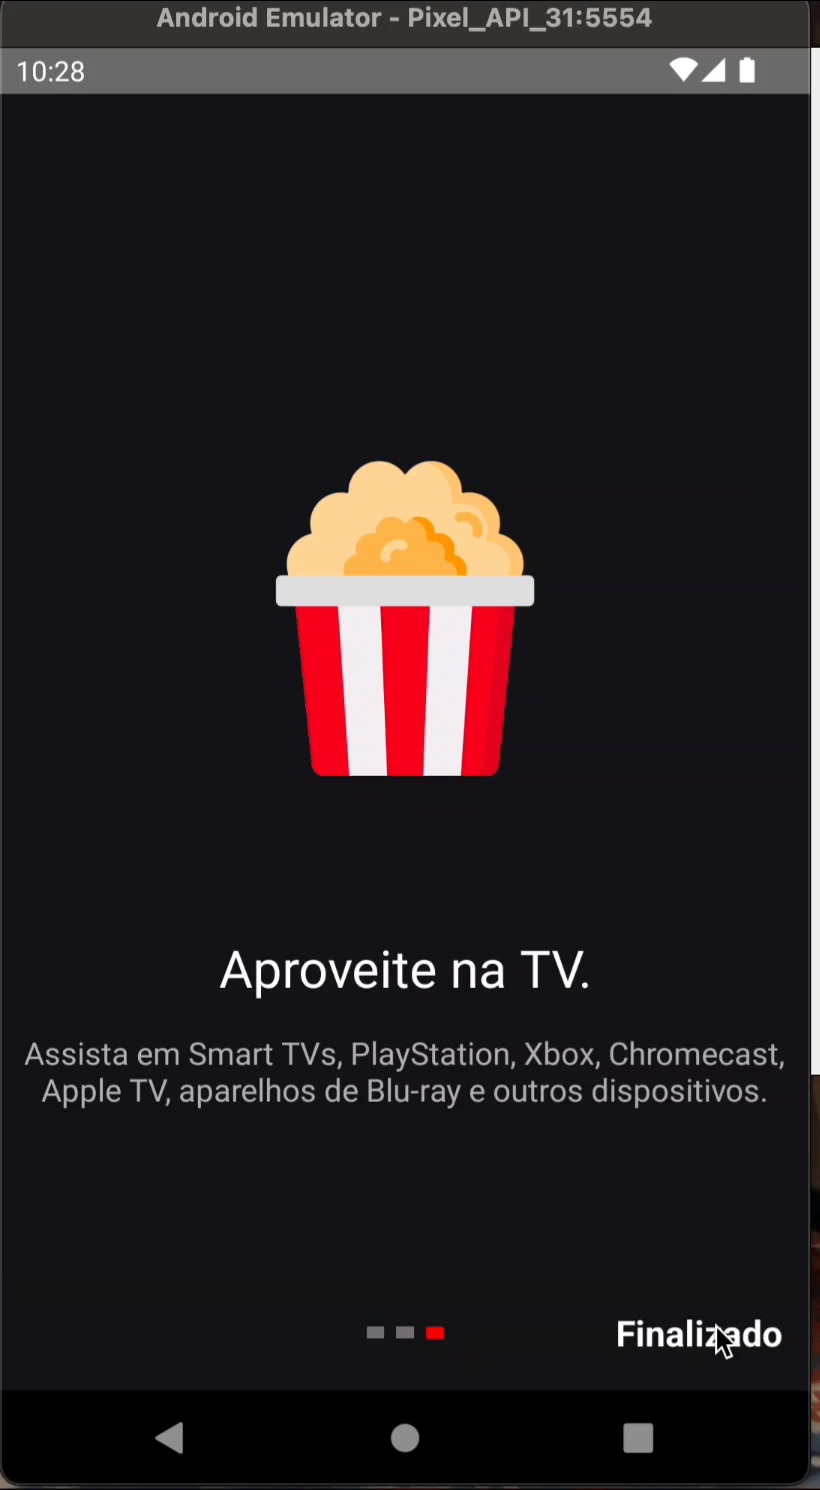 Android Emulator - Pixel_API_31:5554
10:28
Aproveite na TV.
Assista em Smart TVs, PlayStation, Xbox, Chromecast,
Apple TV, aparelhos de Blu-ray e outros dispositivos.
Finalizado